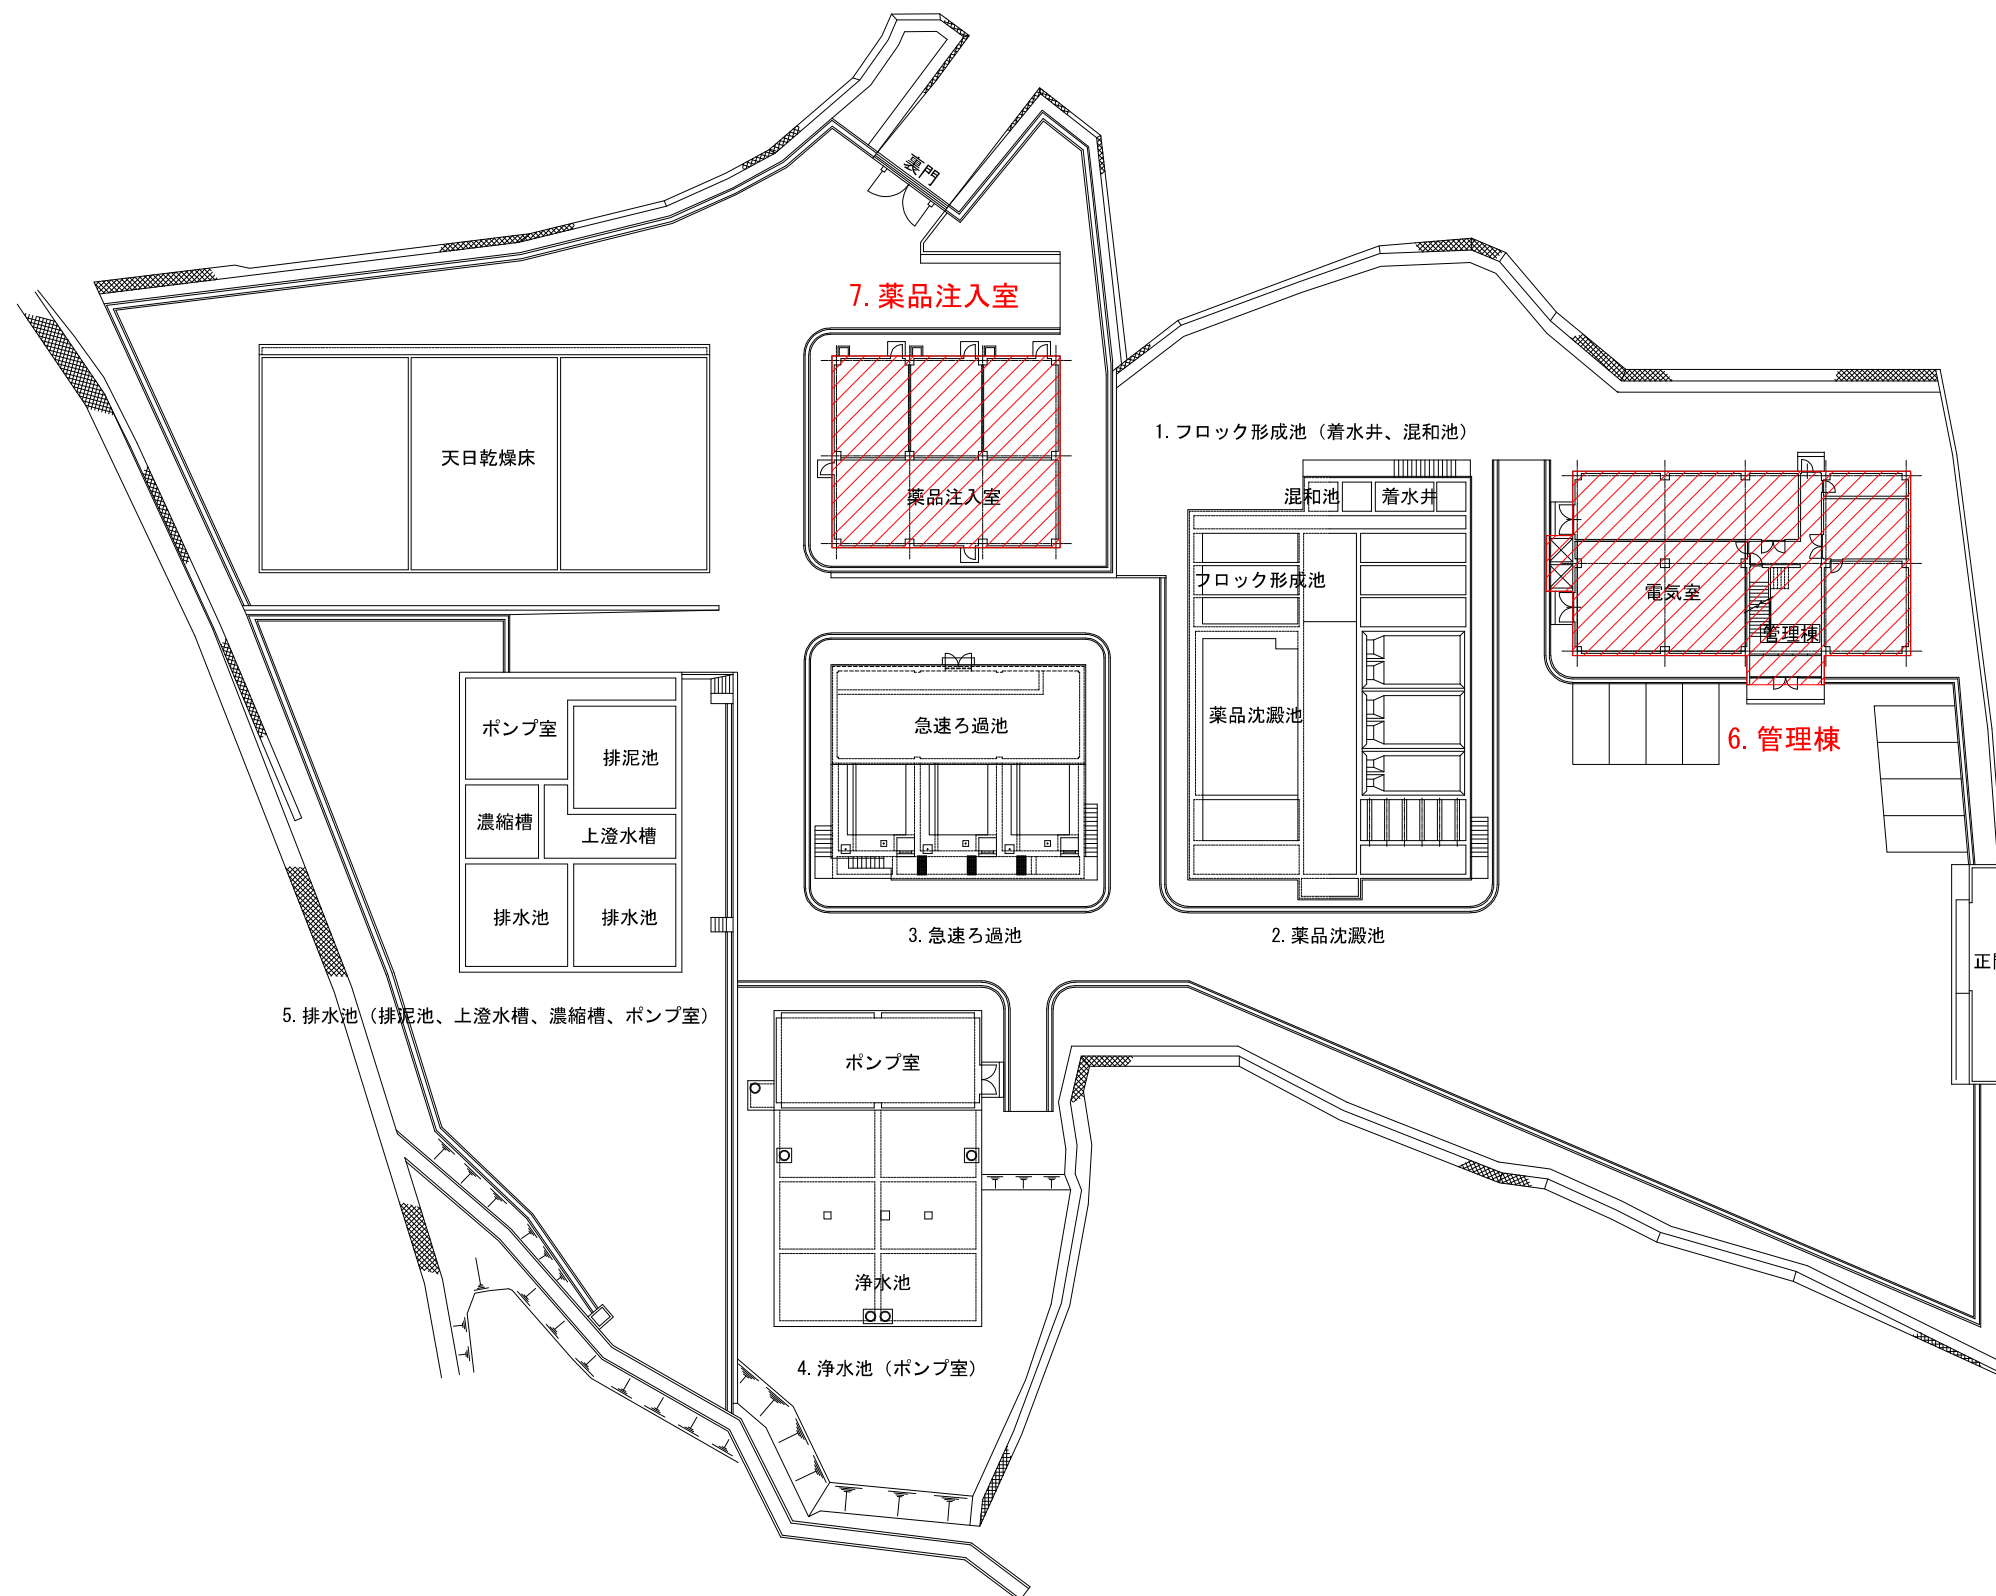 裏門
7. 薬品注入室
1. フロック形成池（着水井、混和池）
天日乾燥床
薬品注入室
混和池
着水井
フロック形成池
電気室
管理棟
薬品沈澱池
急速ろ過池
ポンプ室
排泥池
6. 管理棟
濃縮槽
上澄水槽
排水池
排水池
3. 急速ろ過池
2. 薬品沈澱池
正門
5. 排水池（排泥池、上澄水槽、濃縮槽、ポンプ室）
ポンプ室
浄水池
4. 浄水池（ポンプ室）